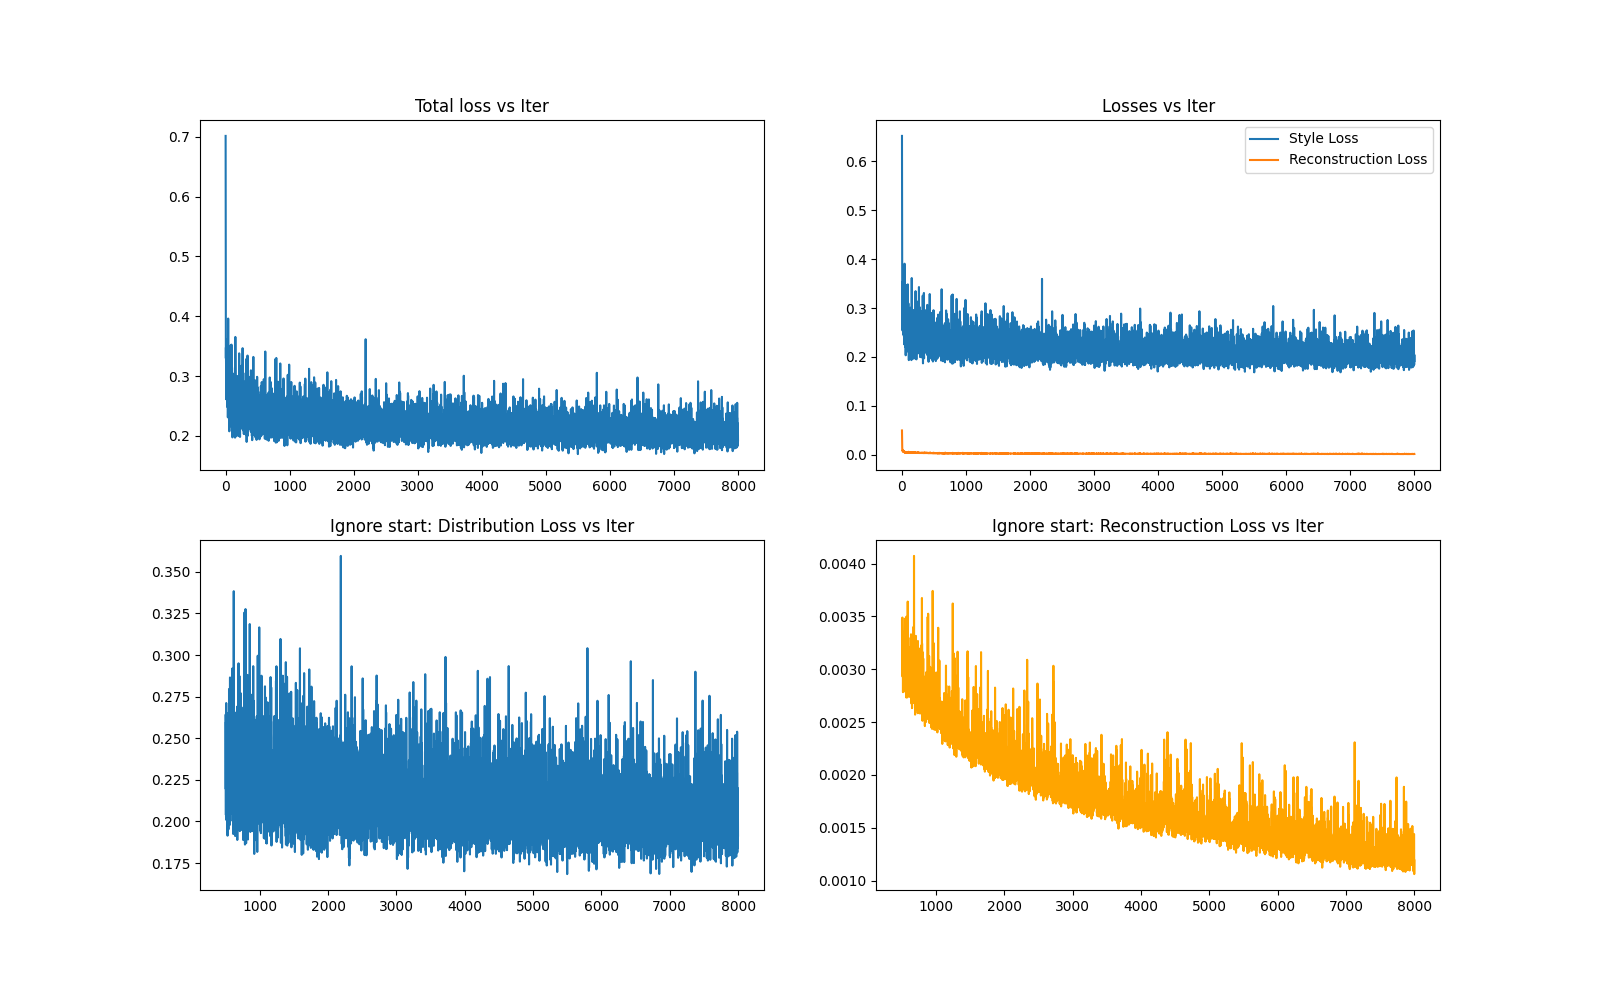 Total loss vs Iter
0.7
0.6
0.5
0.4
0.3
0.2
0 1000 2000 3000 4000 5000 6000 7000 8000
Losses vs Iter
Style Loss
Reconstruction Loss
0.6
0.5
0.4
0.3
0.2
0.1
0.0
0 1000 2000 3000 4000 5000 6000 7000 8000
Ignore start: Distribution Loss vs Iter
0.350
0.325
0.300
0.275
0.250
0.225
0.200
0.175
1000 2000 3000 4000 5000 6000 7000 8000
Ignore start: Reconstruction Loss vs Iter
0.0040
0.0035
0.0030
0.0025
0.0020
0.0015
0.0010
1000 2000 3000 4000 5000 6000 7000 8000